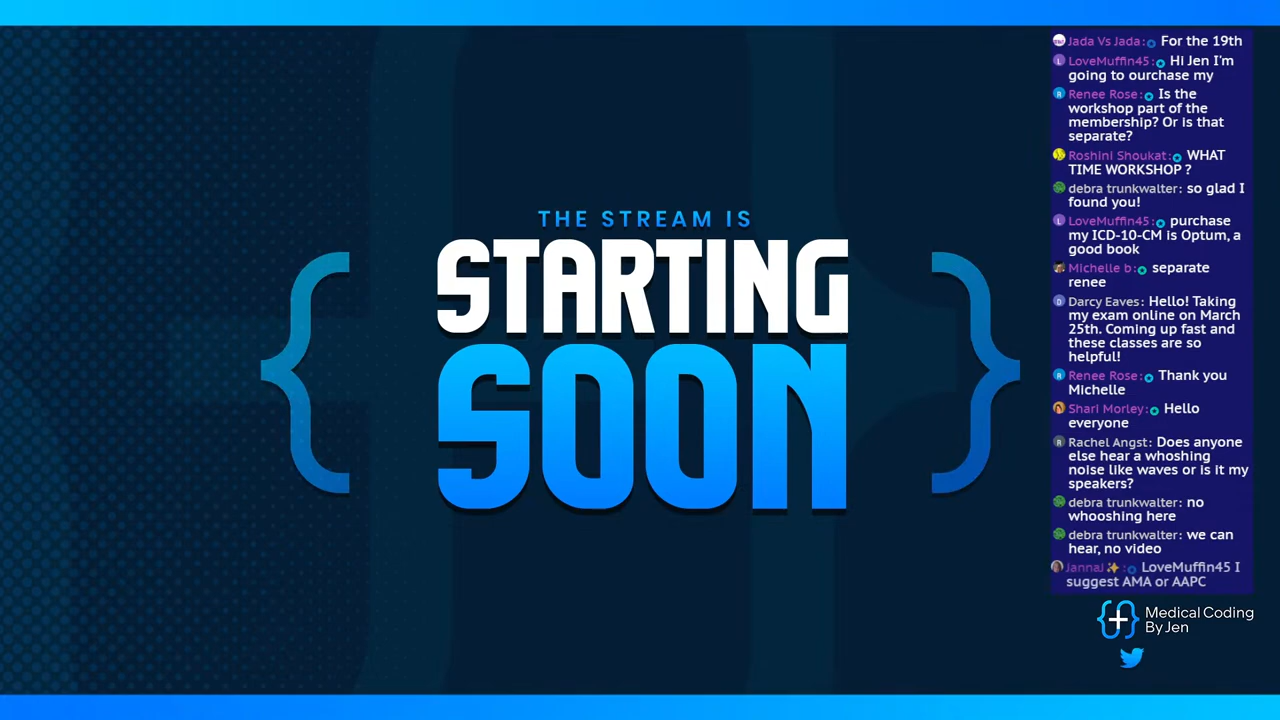 THE STREAM IS
STARTING
SOON
Jada Vs Jada: For the 19th
LoveMuffin45: Hi Jen I'm
going to ourchase my
Renee Rose: Is the
workshop part of the
membership? Or is that
separate?
Roshini Shoukat: WHAT
TIME WORKSHOP ?
debra trunkwalter: so glad I
found you!
LoveMuffin45: purchase
my ICD-10-CM is Optum, a
good book
Michelle b: separate
renee
Darcy Eaves: Hello! Taking
my exam online on March
25th. Coming up fast and
these classes are so
helpful!
Renee Rose: Thank you
Michelle
Shari Morley: Hello
everyone
Rachel Angst: Does anyone
else hear a whoshing
noise like waves or is it my
speakers?
debra trunkwalter: no
whooshing here
debra trunkwalter: we can
hear, no video
JannaJ✨: LoveMuffin45 I
suggest AMA or AAPC
Medical Coding
By Jen